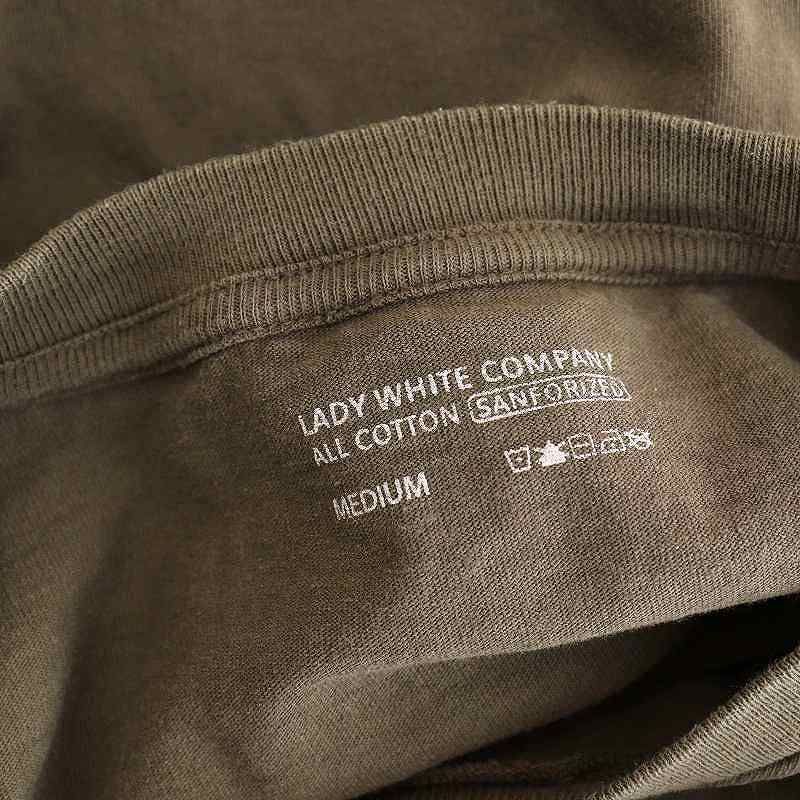 LADY WHITE COMPANY
ALL COTTON SANFORIZED
MEDIUM